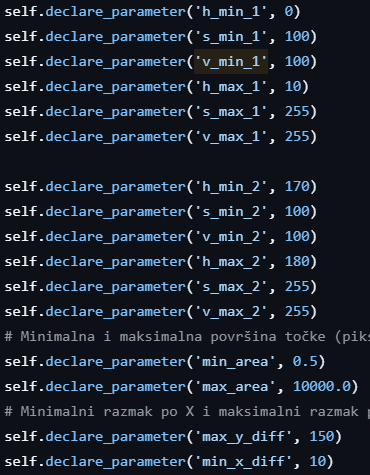 self.declare_parameter('h_min_1', 0)
self.declare_parameter('s_min_1', 100)
self.declare_parameter('v_min_1', 100)
self.declare_parameter('h_max_1', 10)
self.declare_parameter('s_max_1', 255)
self.declare_parameter('v_max_1', 255)
self.declare_parameter('h_min_2', 170)
self.declare_parameter('s_min_2', 100)
self.declare_parameter('v_min_2', 100)
self.declare_parameter('h_max_2', 180)
self.declare_parameter('s_max_2', 255)
self.declare_parameter('v_max_2', 255)
# Minimalna i maksimalna površina točke (piks
self.declare_parameter('min_area', 0.5)
self.declare_parameter('max_area', 10000.0)
# Minimalni razmak po X i maksimalni razmak p
self.declare_parameter('max_y_diff', 150)
self.declare_parameter('min_x_diff', 10)